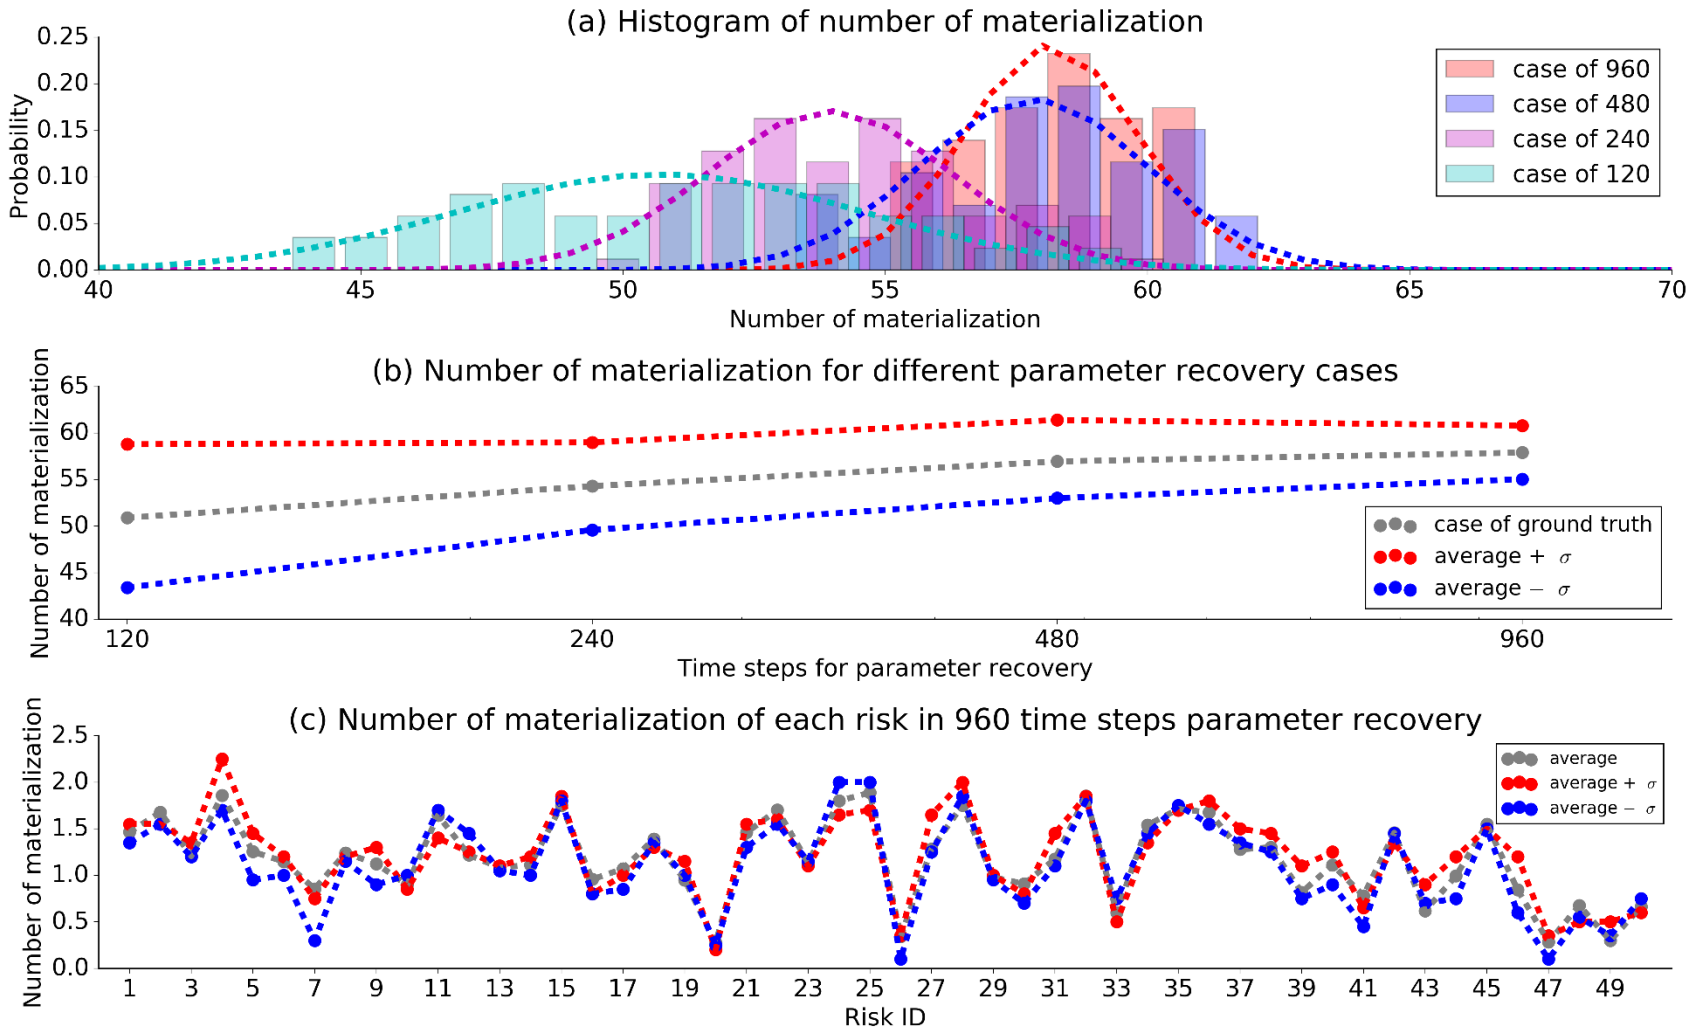 (a) Histogram of number of materialization
Probability
0.25
0.20
0.15
0.10
0.05
0.00
case of 960
case of 480
case of 240
case of 120
40 45 50 55 60 65 70
Number of materialization
(b) Number of materialization for different parameter recovery cases
Number of materialization
65
60
55
50
45
40
case of ground truth
average + σ
average − σ
120 240 480 960
Time steps for parameter recovery
(c) Number of materialization of each risk in 960 time steps parameter recovery
Number of materialization
2.5
2.0
1.5
1.0
0.5
0.0
average
average + σ
average − σ
1 3 5 7 9 11 13 15 17 19 21 23 25 27 29 31 33 35 37 39 41 43 45 47 49
Risk ID